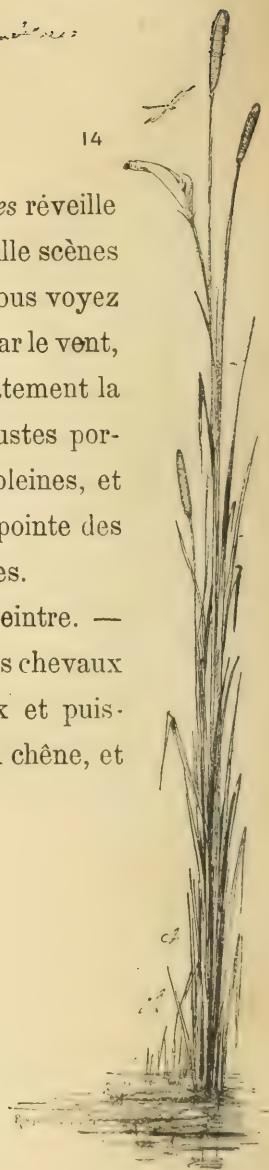 14
es réveille
lle scènes
ous voyez
ar le vent,
tement la
ustes por-
pleines, et
pointe des
es.
eintre. —
s chevaux
x et puis-
chêne, et